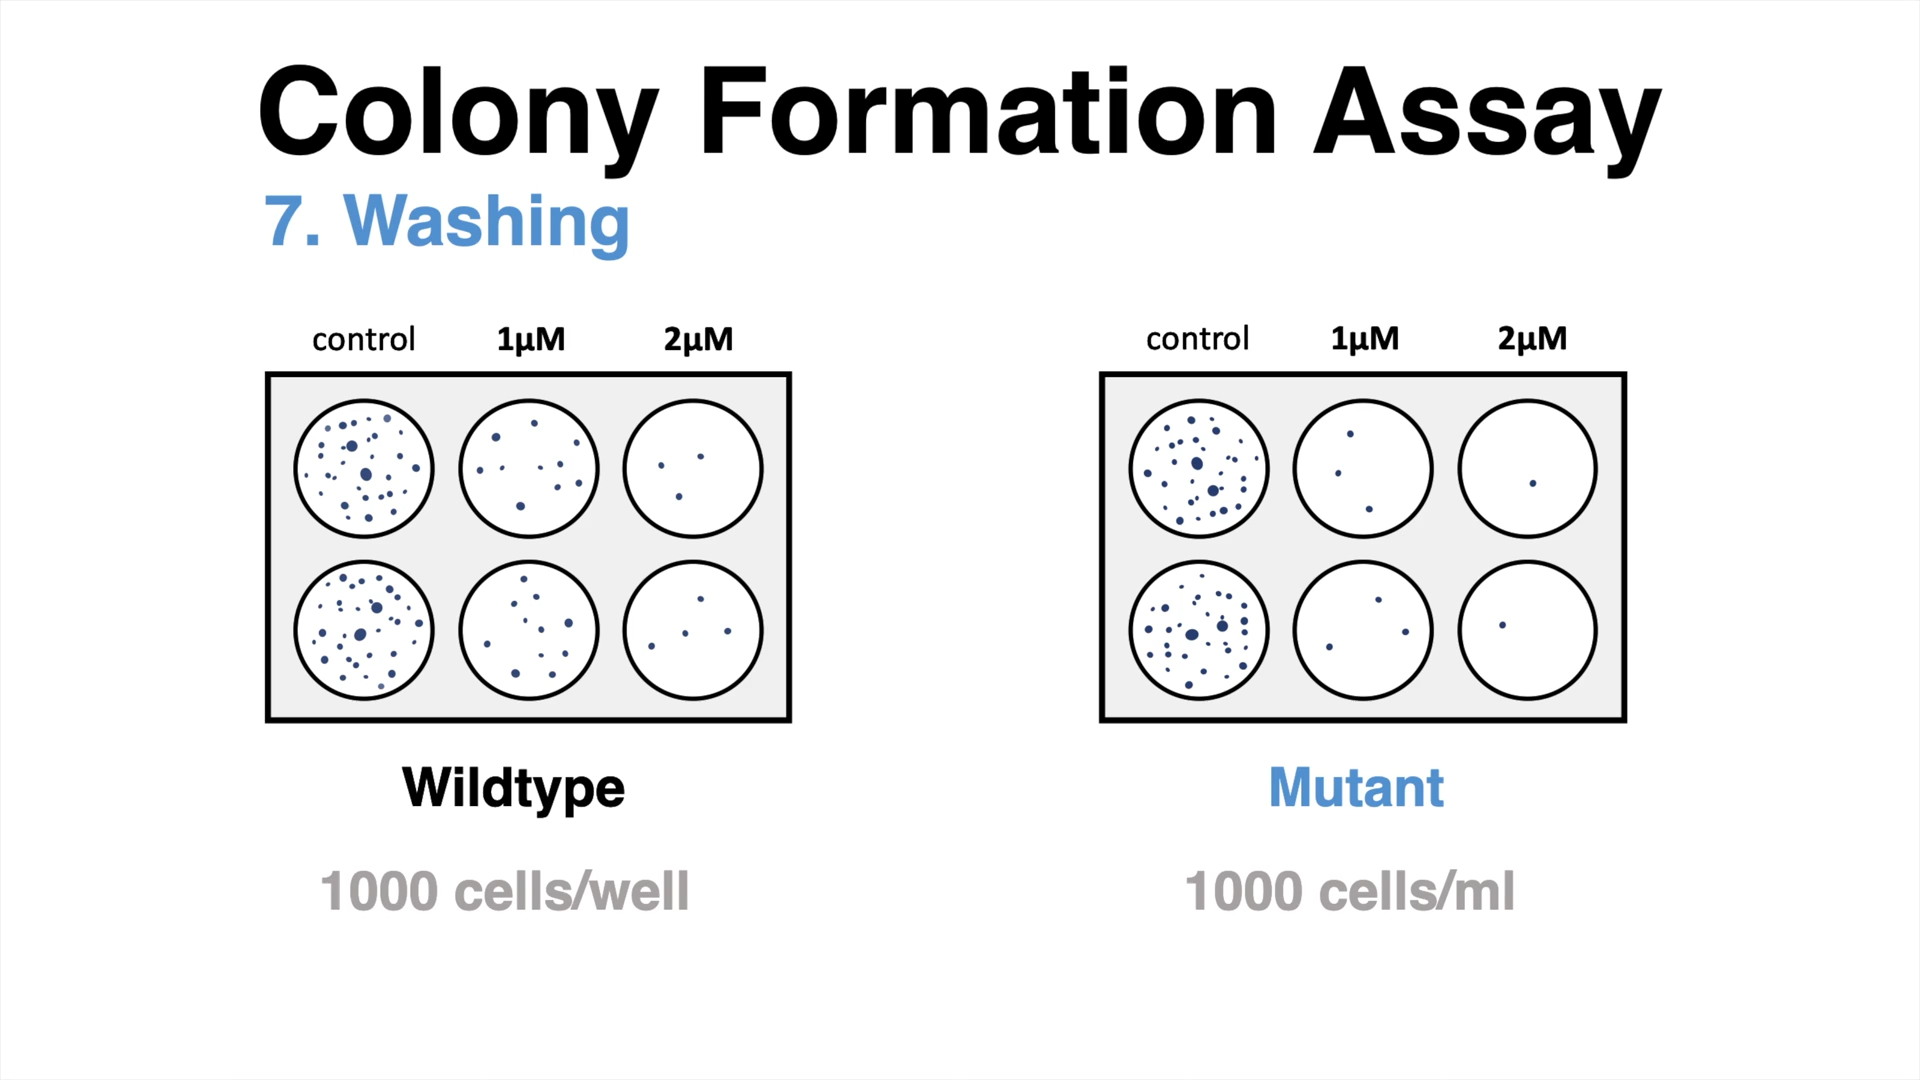 Colony Formation Assay
7. Washing
control 1µM 2µM
control 1µM 2µM
Wildtype
Mutant
1000 cells/well
1000 cells/ml